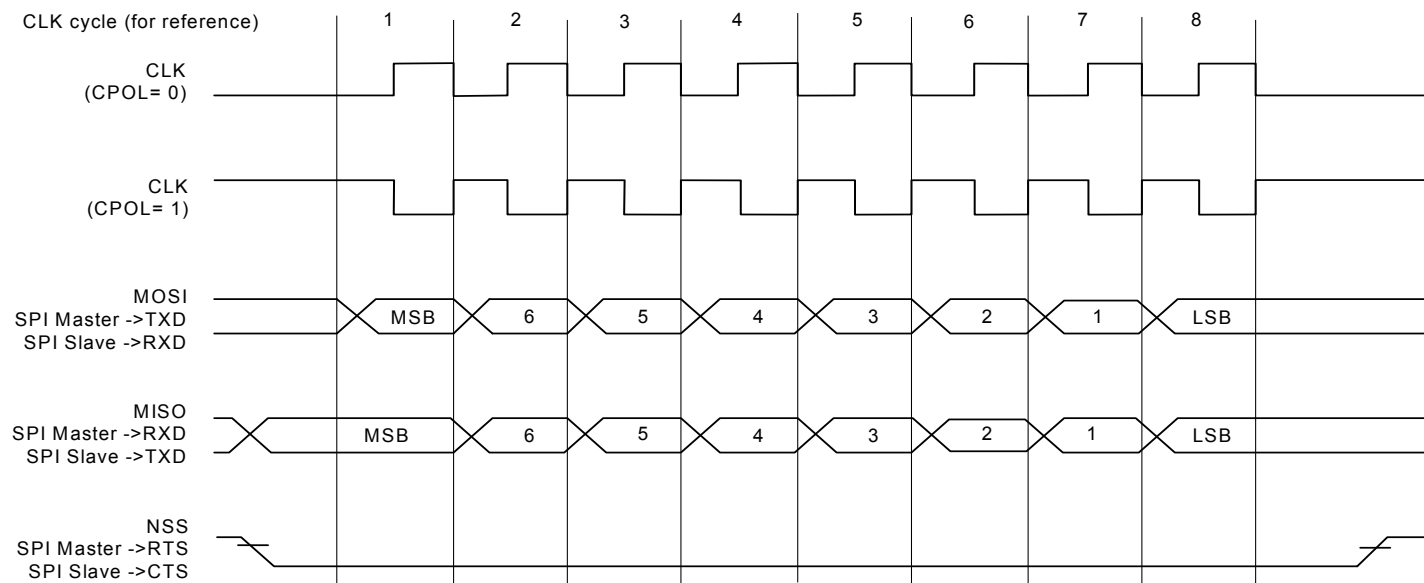 CLK cycle (for reference) 1 2 3 4 5 6 7 8
CLK
(CPOL= 0)
CLK
(CPOL= 1)
MOSI
SPI Master ->TXD
SPI Slave ->RXD
MSB 6 5 4 3 2 1 LSB
MISO
SPI Master ->RXD
SPI Slave ->TXD
MSB 6 5 4 3 2 1 LSB
NSS
SPI Master ->RTS
SPI Slave ->CTS